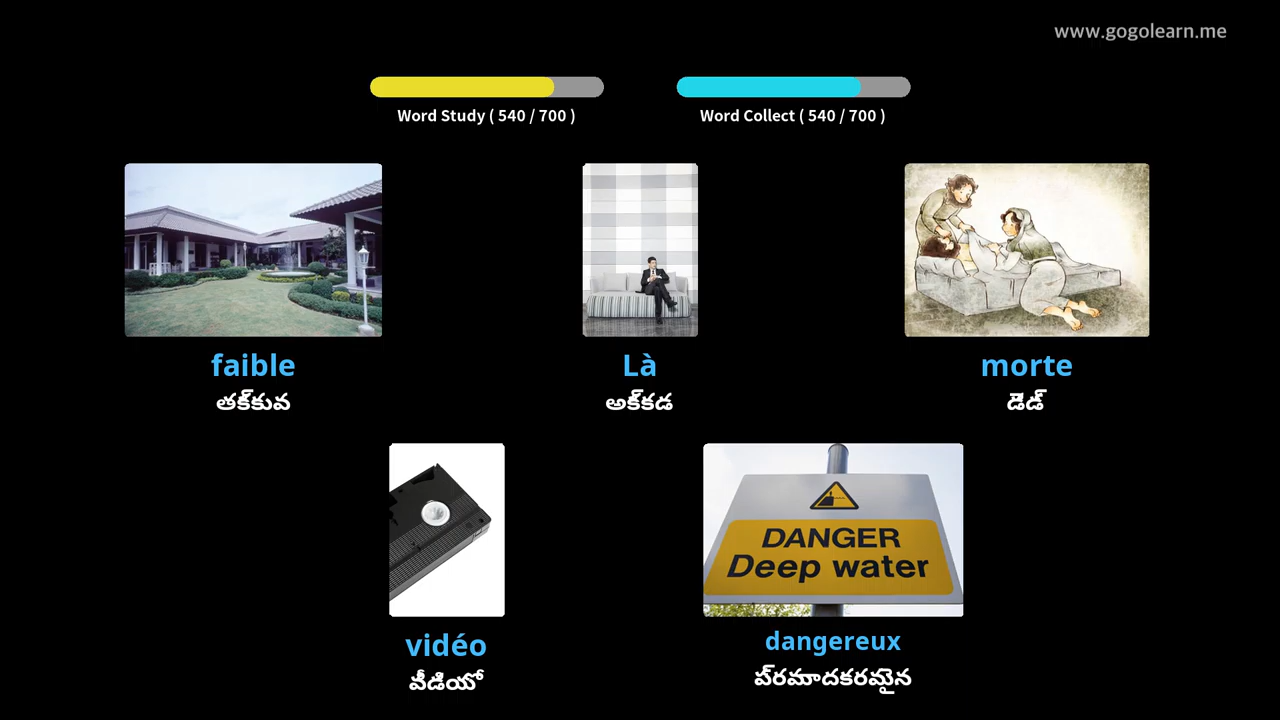 www.gogolearn.me
Word Study ( 540 / 700 )
Word Collect ( 540 / 700 )
faible
తక్కువ
Là
అక్కడ
morte
డెడ్
DANGER
Deep water
vidéo
వీడియో
dangereux
ప్రమాదకరమైన